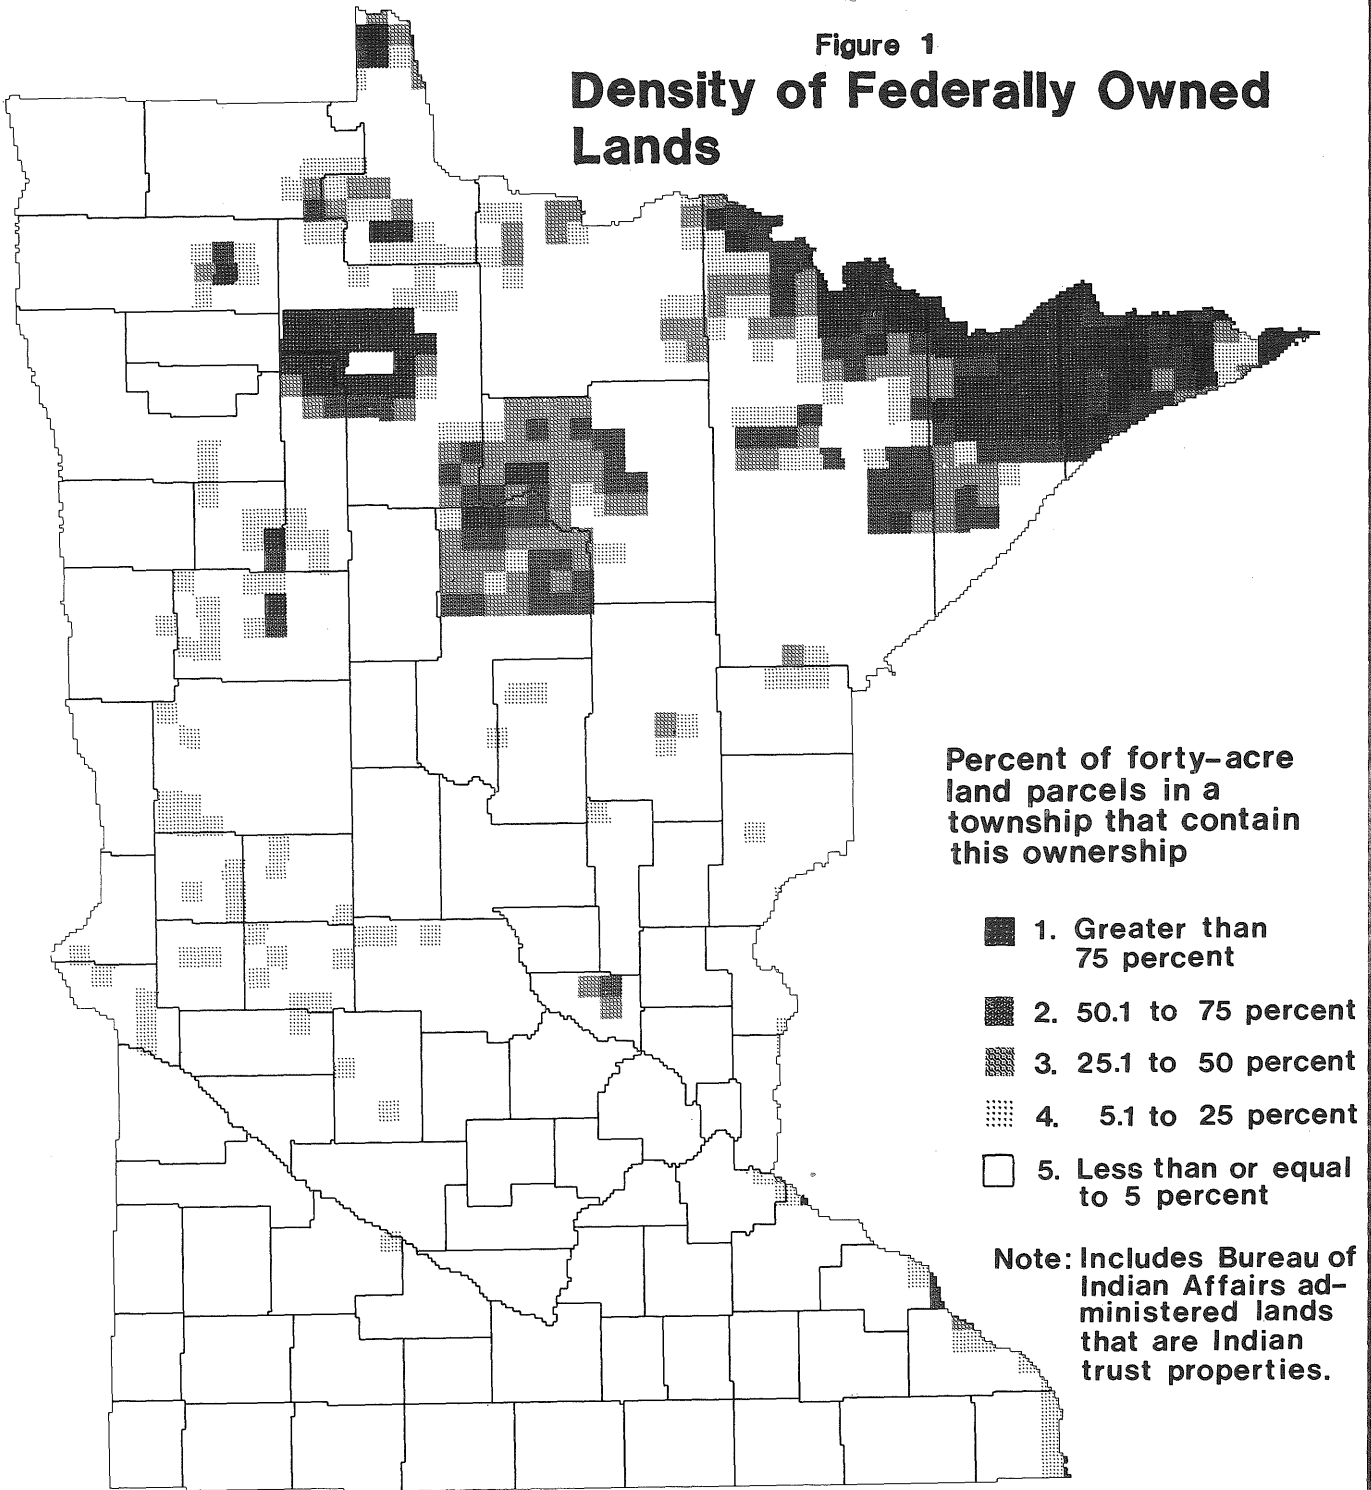 Figure 1
Density of Federally Owned
Lands
Percent of forty-acre
land parcels in a
township that contain
this ownership
1. Greater than
75 percent
2. 50.1 to 75 percent
3. 25.1 to 50 percent
4. 5.1 to 25 percent
5. Less than or equal
to 5 percent
Note: Includes Bureau of
Indian Affairs ad-
ministered lands
that are Indian
trust properties.